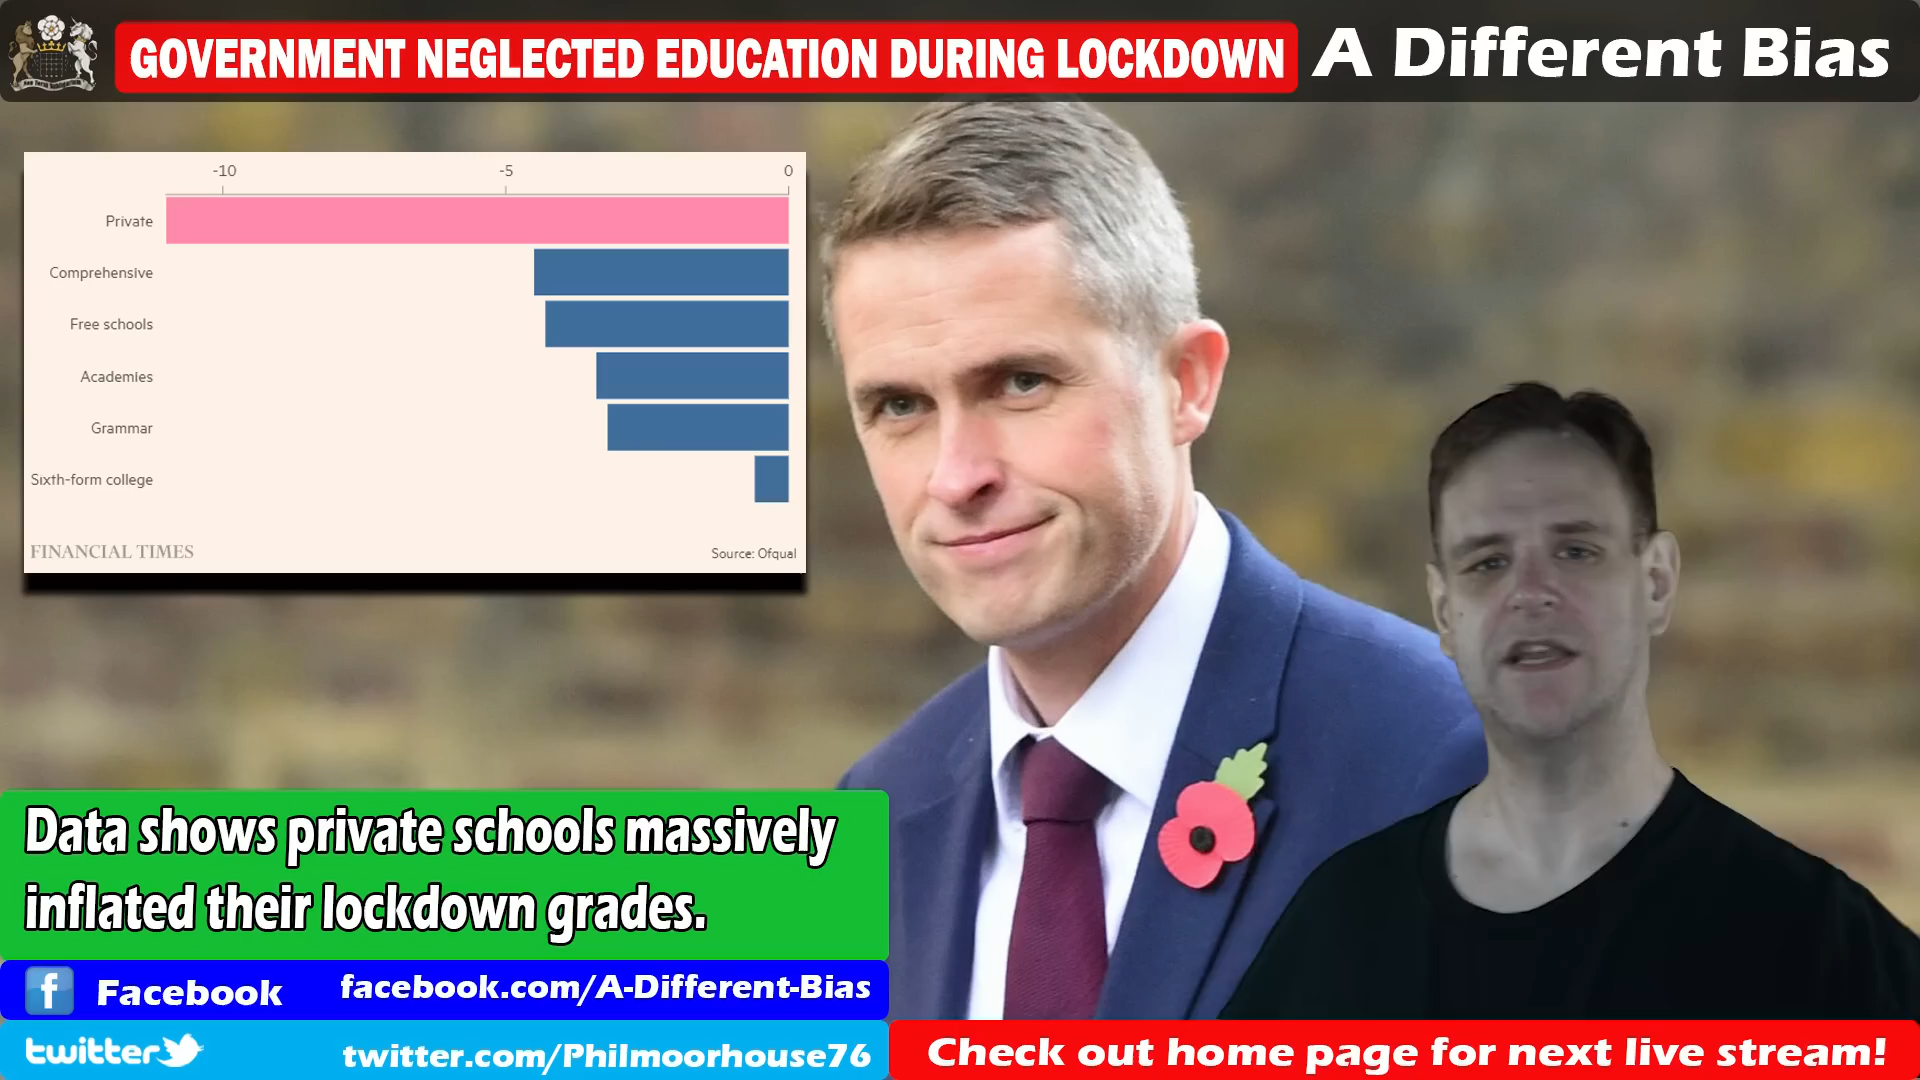 GOVERNMENT NEGLECTED EDUCATION DURING LOCKDOWN
A Different Bias
-10 -5 0
Private
Comprehensive
Free schools
Academies
Grammar
Sixth-form college
FINANCIAL TIMES
Source: Ofqual
Data shows private schools massively
inflated their lockdown grades.
f Facebook facebook.com/A-Different-Bias
twitter twitter.com/Philmoorhouse76
Check out home page for next live stream!